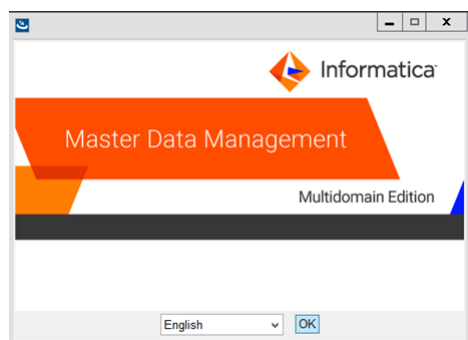 Informatica
Master Data Management
Multidomain Edition
English
OK